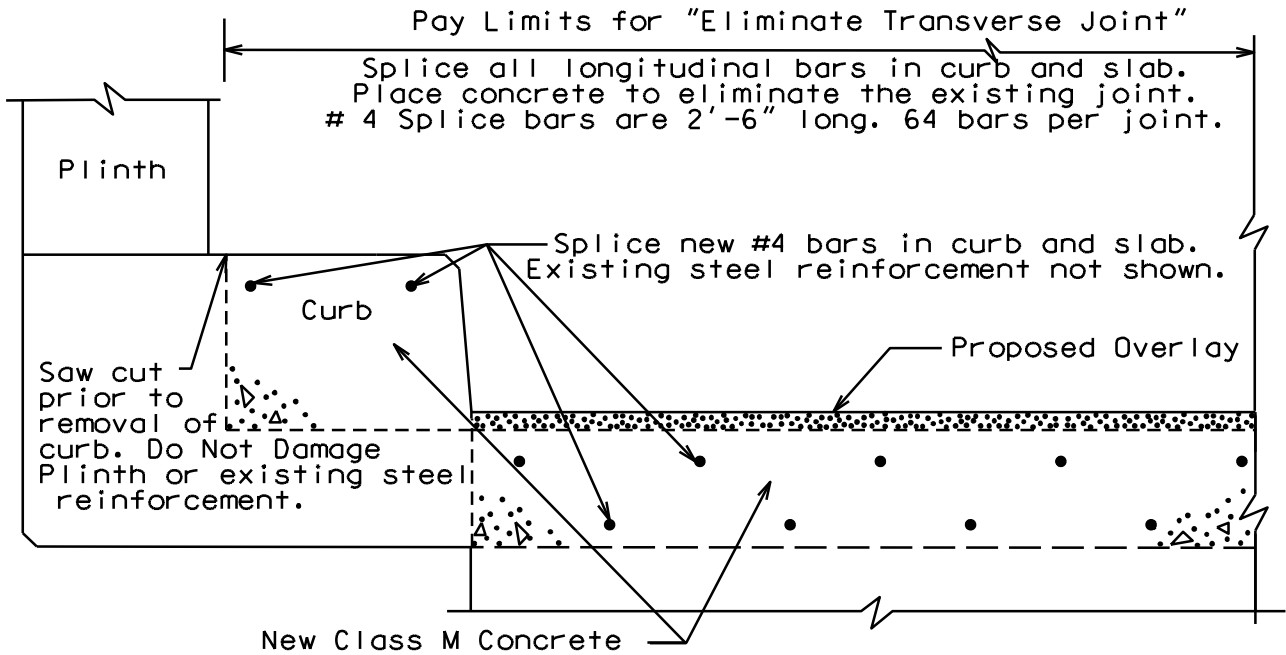 Pay Limits for "Eliminate Transverse Joint"
Splice all longitudinal bars in curb and slab.
Place concrete to eliminate the existing joint.
# 4 Splice bars are 2'-6" long. 64 bars per joint.
Plinth
Splice new #4 bars in curb and slab.
Existing steel reinforcement not shown.
Curb
Proposed Overlay
Saw cut
prior to
removal of
curb. Do Not Damage
Plinth or existing steel
reinforcement.
New Class M Concrete